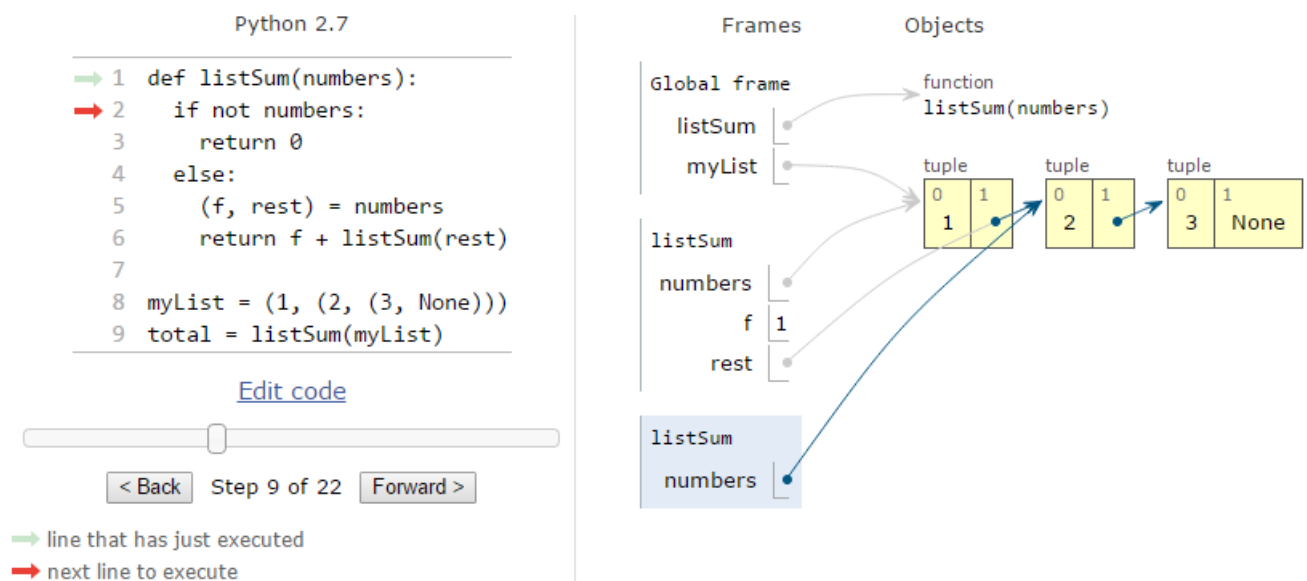 Python 2.7
1 def listSum(numbers):
2   if not numbers:
3     return 0
4   else:
5     (f, rest) = numbers
6     return f + listSum(rest)
7
8 myList = (1, (2, (3, None)))
9 total = listSum(myList)
Edit code
< Back Step 9 of 22 Forward >
line that has just executed
next line to execute
Frames Objects
Global frame
listSum
myList
function
listSum(numbers)
tuple tuple tuple
0 1 0 1 0 1
1 2 3 None
listSum
numbers
f 1
rest
listSum
numbers